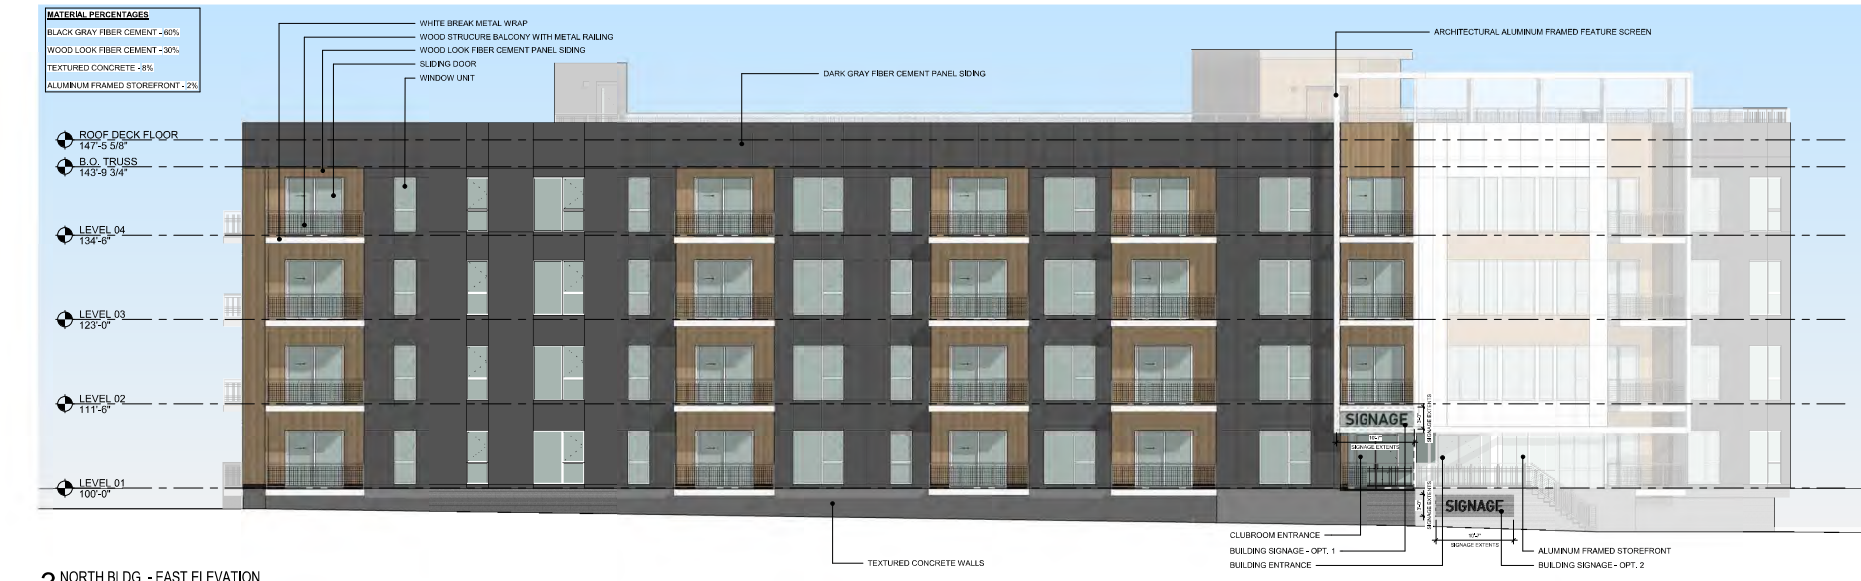 MATERIAL PERCENTAGES
BLACK GRAY FIBER CEMENT - 60%
WOOD LOOK FIBER CEMENT - 30%
TEXTURED CONCRETE - 8%
ALUMINUM FRAMED STOREFRONT - 2%
WHITE BREAK METAL WRAP
WOOD STRUCURE BALCONY WITH METAL RAILING
WOOD LOOK FIBER CEMENT PANEL SIDING
SLIDING DOOR
WINDOW UNIT
DARK GRAY FIBER CEMENT PANEL SIDING
ARCHITECTURAL ALUMINUM FRAMED FEATURE SCREEN
ROOF DECK FLOOR
147'-5 5/8"
B.O. TRUSS
143'-9 3/4"
LEVEL 04
134'-6"
LEVEL 03
123'-0"
LEVEL 02
111'-6"
LEVEL 01
100'-0"
SIGNAGE
SIGNAGE EXTENTS
SIGNAGE EXTENTS
SIGNAGE
SIGNAGE EXTENTS
SIGNAGE EXTENTS
CLUBROOM ENTRANCE
BUILDING SIGNAGE - OPT. 1
BUILDING ENTRANCE
ALUMINUM FRAMED STOREFRONT
BUILDING SIGNAGE - OPT. 2
TEXTURED CONCRETE WALLS
2 NORTH BLDG. - EAST ELEVATION